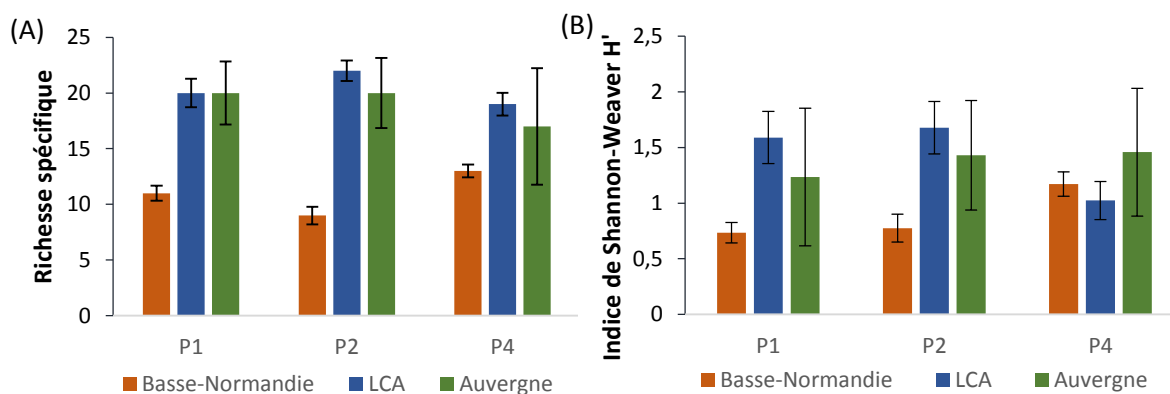 (A)
Richesse spécifique
25
20
15
10
5
0
P1 P2 P4
Basse-Normandie LCA Auvergne
(B)
Indice de Shannon-Weaver H'
2,5
2
1,5
1
0,5
0
P1 P2 P4
Basse-Normandie LCA Auvergne